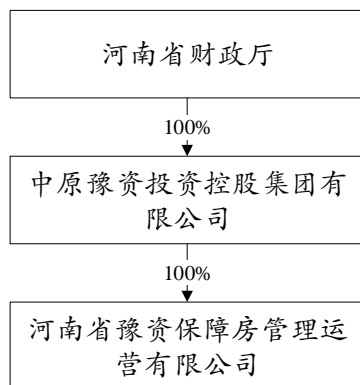 河南省财政厅
100%
中原豫资投资控股集团有
限公司
100%
河南省豫资保障房管理运
营有限公司